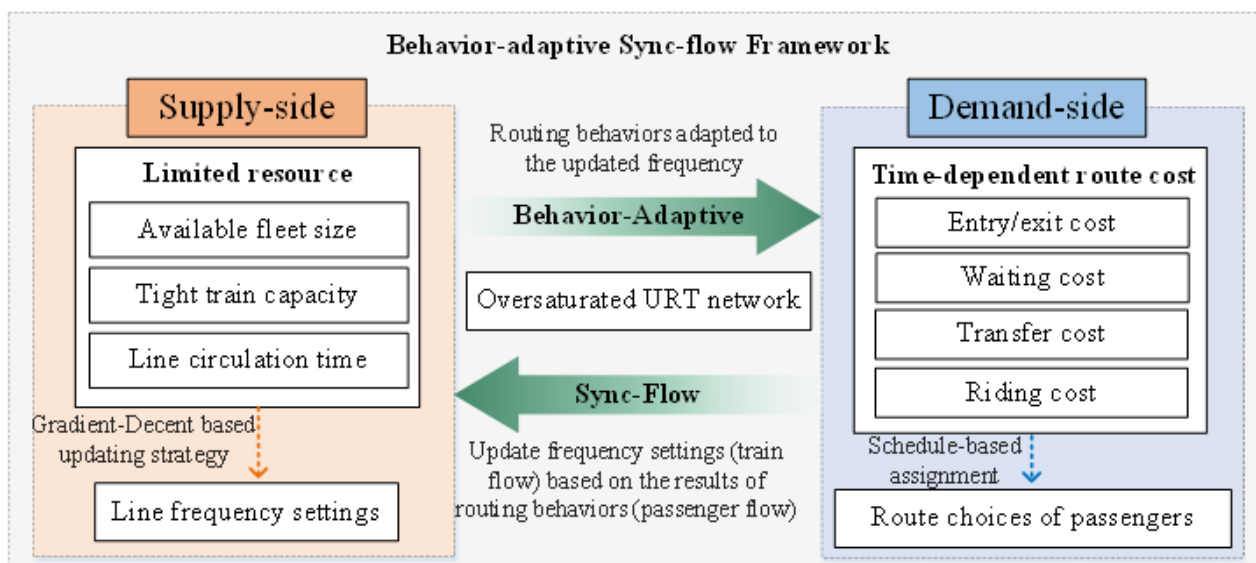 Behavior-adaptive Sync-flow Framework
Supply-side
Limited resource
Available fleet size
Tight train capacity
Line circulation time
Gradient-Decent based
updating strategy
Line frequency settings
Routing behaviors adapted to
the updated frequency
Behavior-Adaptive
Oversaturated URT network
Sync-Flow
Update frequency settings (train
flow) based on the results of
routing behaviors (passenger flow)
Demand-side
Time-dependent route cost
Entry/exit cost
Waiting cost
Transfer cost
Riding cost
Schedule-based
assignment
Route choices of passengers